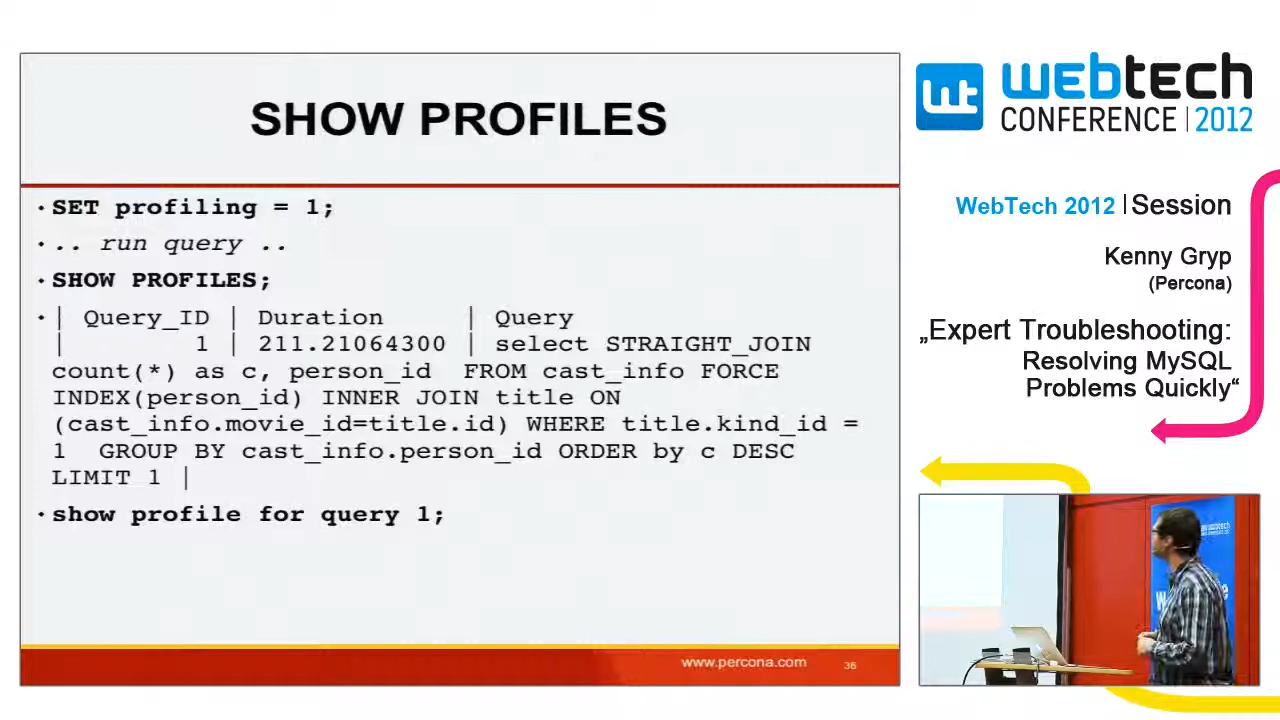 SHOW PROFILES
• SET profiling = 1;
• .. run query ..
• SHOW PROFILES;
• | Query_ID | Duration | Query
| 1 | 211.21064300 | select STRAIGHT_JOIN
count(*) as c, person_id FROM cast_info FORCE
INDEX(person_id) INNER JOIN title ON
(cast_info.movie_id=title.id) WHERE title.kind_id =
1 GROUP BY cast_info.person_id ORDER by c DESC
LIMIT 1 |
• show profile for query 1;
www.percona.com 36
wt webtech
CONFERENCE | 2012
WebTech 2012 | Session
Kenny Gryp
(Percona)
„Expert Troubleshooting:
Resolving MySQL
Problems Quickly“
webtech